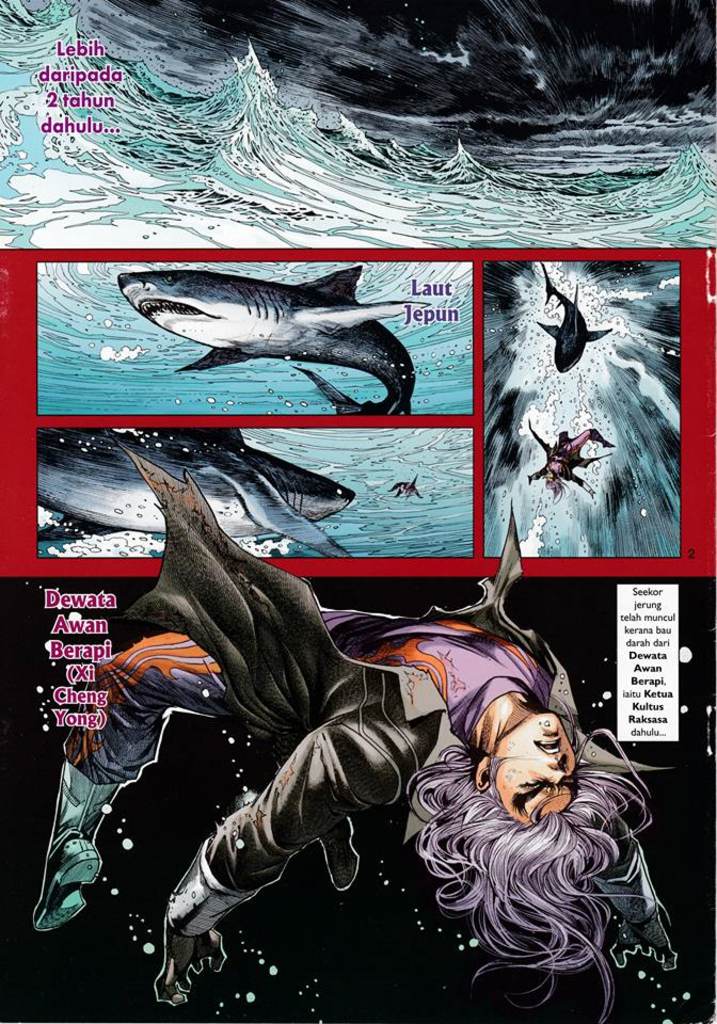 Lebih
daripada
2 tahun
dahulu...
Laut
Jepun
2
Dewata
Awan
Berapi
(Xi
Cheng
Yong)
Seekor
jerung
telah muncul
kerana bau
darah dari
Dewata
Awan
Berapi,
iaitu Ketua
Kultus
Raksasa
dahulu...